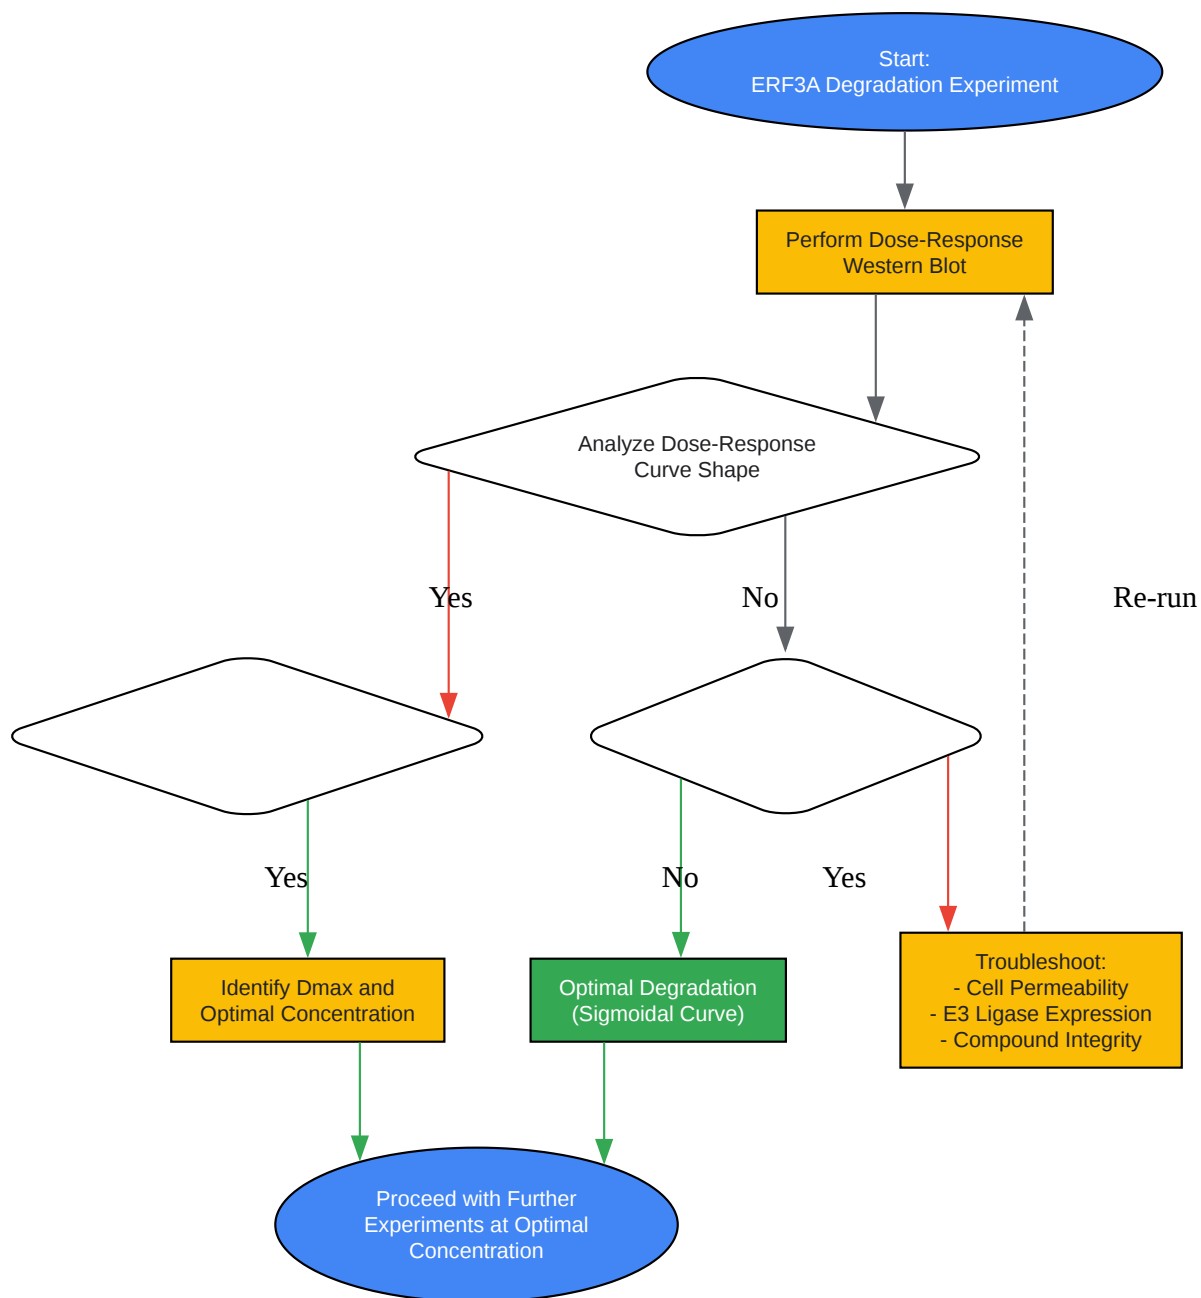 Start:
ERF3A Degradation Experiment
Perform Dose-Response
Western Blot
Analyze Dose-Response
Curve Shape
Yes
No
Re-run
Yes
No
Yes
Identify Dmax and
Optimal Concentration
Optimal Degradation
(Sigmoidal Curve)
Troubleshoot:
- Cell Permeability
- E3 Ligase Expression
- Compound Integrity
Proceed with Further
Experiments at Optimal
Concentration